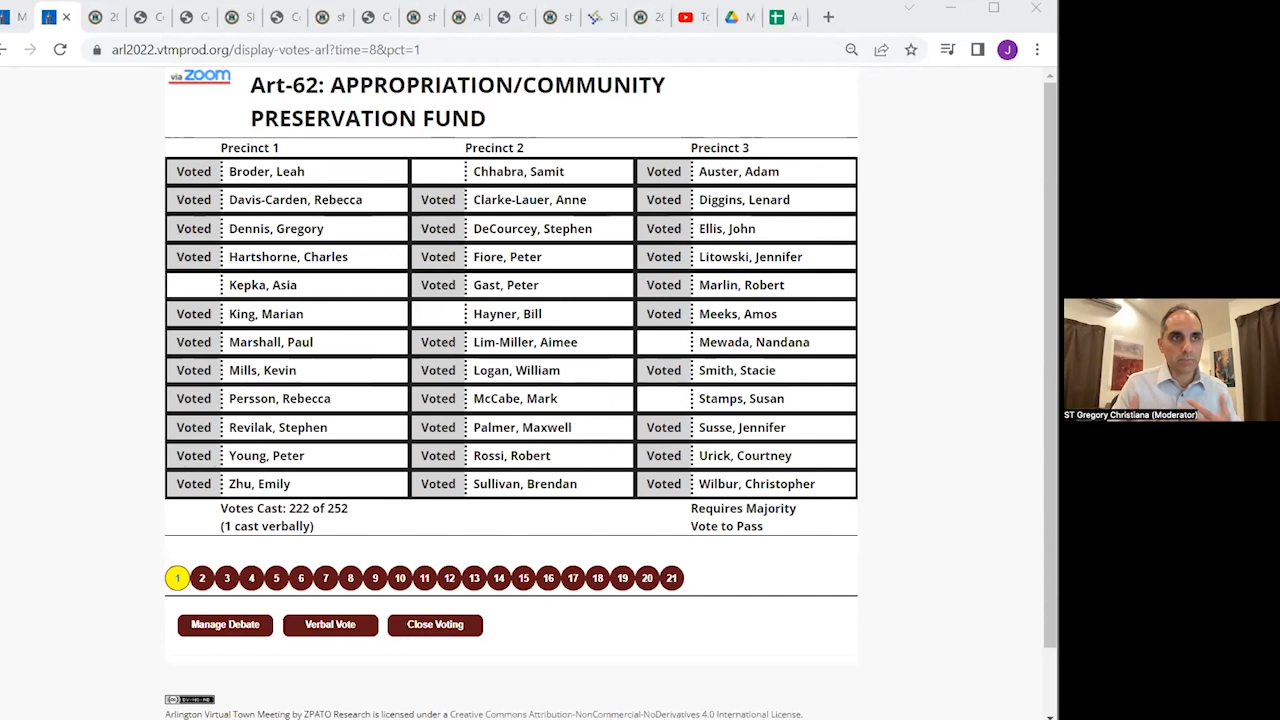 arl2022.vtmprod.org/display-votes-arl?time=8&pct=1
J
via zoom
Art-62: APPROPRIATION/COMMUNITY
PRESERVATION FUND
Precinct 1 Precinct 2 Precinct 3
Voted Broder, Leah Chhabra, Samit Voted Auster, Adam
Voted Davis-Carden, Rebecca Voted Clarke-Lauer, Anne Voted Diggins, Lenard
Voted Dennis, Gregory Voted DeCourcey, Stephen Voted Ellis, John
Voted Hartshorne, Charles Voted Fiore, Peter Voted Litowski, Jennifer
Kepka, Asia Voted Gast, Peter Voted Marlin, Robert
Voted King, Marian Hayner, Bill Voted Meeks, Amos
Voted Marshall, Paul Voted Lim-Miller, Aimee Mewada, Nandana
Voted Mills, Kevin Voted Logan, William Voted Smith, Stacie
Voted Persson, Rebecca Voted McCabe, Mark Stamps, Susan
Voted Revilak, Stephen Voted Palmer, Maxwell Voted Susse, Jennifer
Voted Young, Peter Voted Rossi, Robert Voted Urick, Courtney
Voted Zhu, Emily Voted Sullivan, Brendan Voted Wilbur, Christopher
Votes Cast: 222 of 252 Requires Majority
(1 cast verbally) Vote to Pass
1 2 3 4 5 6 7 8 9 10 11 12 13 14 15 16 17 18 19 20 21
Manage Debate Verbal Vote Close Voting
Arlington Virtual Town Meeting by ZPATO Research is licensed under a Creative Commons Attribution-NonCommercial-NoDerivatives 4.0 International License.
ST Gregory Christiana (Moderator)